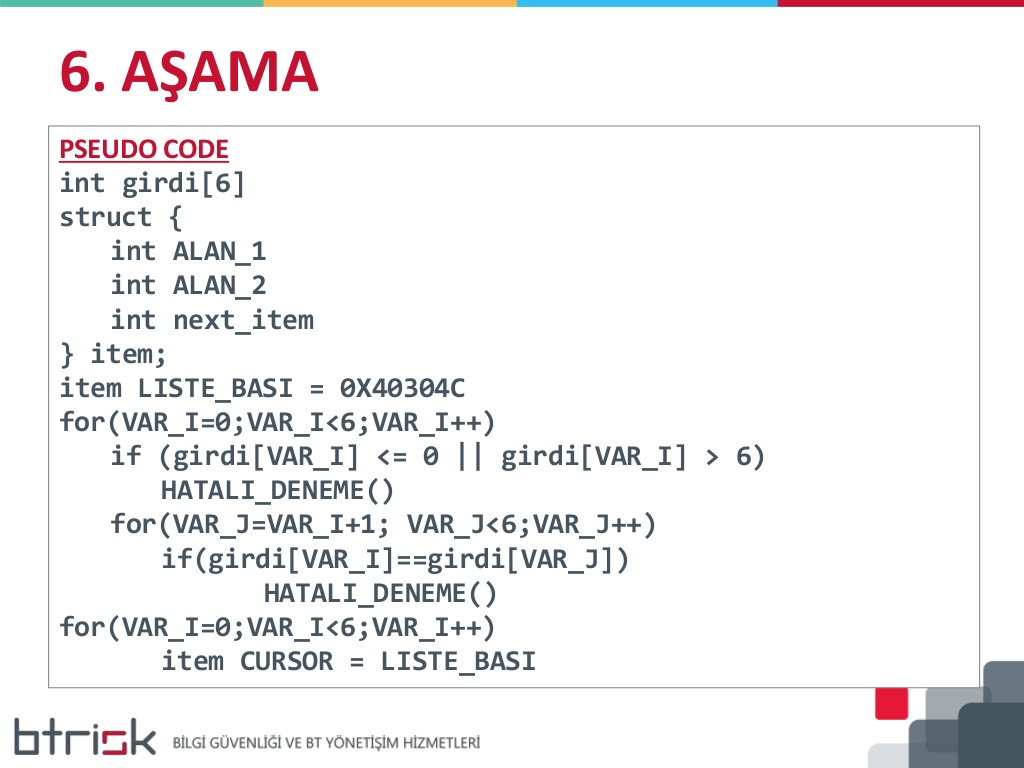 6. AŞAMA
PSEUDO CODE
int girdi[6]
struct {
int ALAN_1
int ALAN_2
int next_item
} item;
item LISTE_BASI = 0X40304C
for(VAR_I=0;VAR_I<6;VAR_I++)
if (girdi[VAR_I] <= 0 || girdi[VAR_I] > 6)
HATALI_DENEME()
for(VAR_J=VAR_I+1; VAR_J<6;VAR_J++)
if(girdi[VAR_I]==girdi[VAR_J])
HATALI_DENEME()
for(VAR_I=0;VAR_I<6;VAR_I++)
item CURSOR = LISTE_BASI
btrisk BİLGİ GÜVENLİĞİ VE BT YÖNETİŞİM HİZMETLERİ